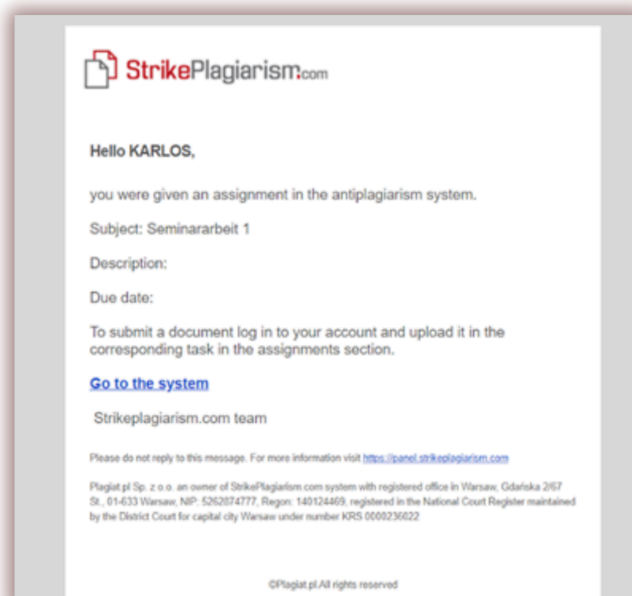 StrikePlagiarism.com
Hello KARLOS,
you were given an assignment in the antiplagiarism system.
Subject: Seminararbeit 1
Description:
Due date:
To submit a document log in to your account and upload it in the
corresponding task in the assignments section.
Go to the system
Strikeplagiarism.com team
Please do not reply to this message. For more information visit https://panel.strikeplagiarism.com
Plagiat.pl Sp. z o.o. an owner of StrikePlagiarism.com system with registered office in Warsaw, Gdańska 2/67
St., 01-633 Warsaw, NIP: 5262874777, Regon: 140124469, registered in the National Court Register maintained
by the District Court for capital city Warsaw under number KRS 0000236022
©Plagiat.pl.All rights reserved